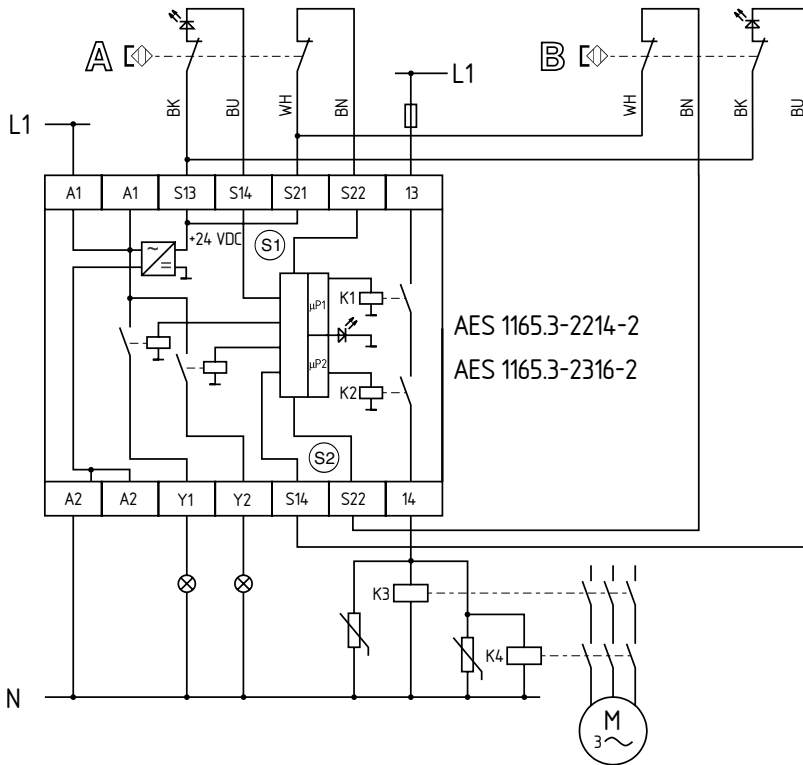 A
B
BK
BU
WH
BN
WH
BN
BK
BU
L1
L1
A1
A1
S13
S14
S21
S22
13
+24 VDC
S1
~
=
µP1
K1
µP2
K2
AES 1165.3-2214-2
AES 1165.3-2316-2
S2
A2
A2
Y1
Y2
S14
S22
14
K3
K4
N
M
3 ~